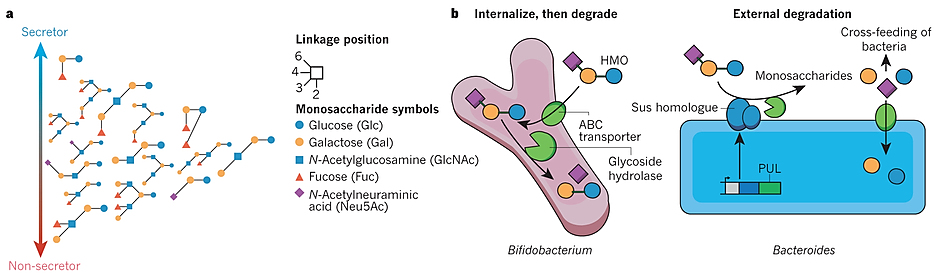 a
Secretor
Non-secretor
Linkage position
6
4
3
2
Monosaccharide symbols
Glucose (Glc)
Galactose (Gal)
N-Acetylglucosamine (GlcNAc)
Fucose (Fuc)
N-Acetylneuraminic
acid (Neu5Ac)
b
Internalize, then degrade
HMO
ABC
transporter
Glycoside
hydrolase
Bifidobacterium
External degradation
Cross-feeding of
bacteria
Monosaccharides
Sus homologue
PUL
Bacteroides